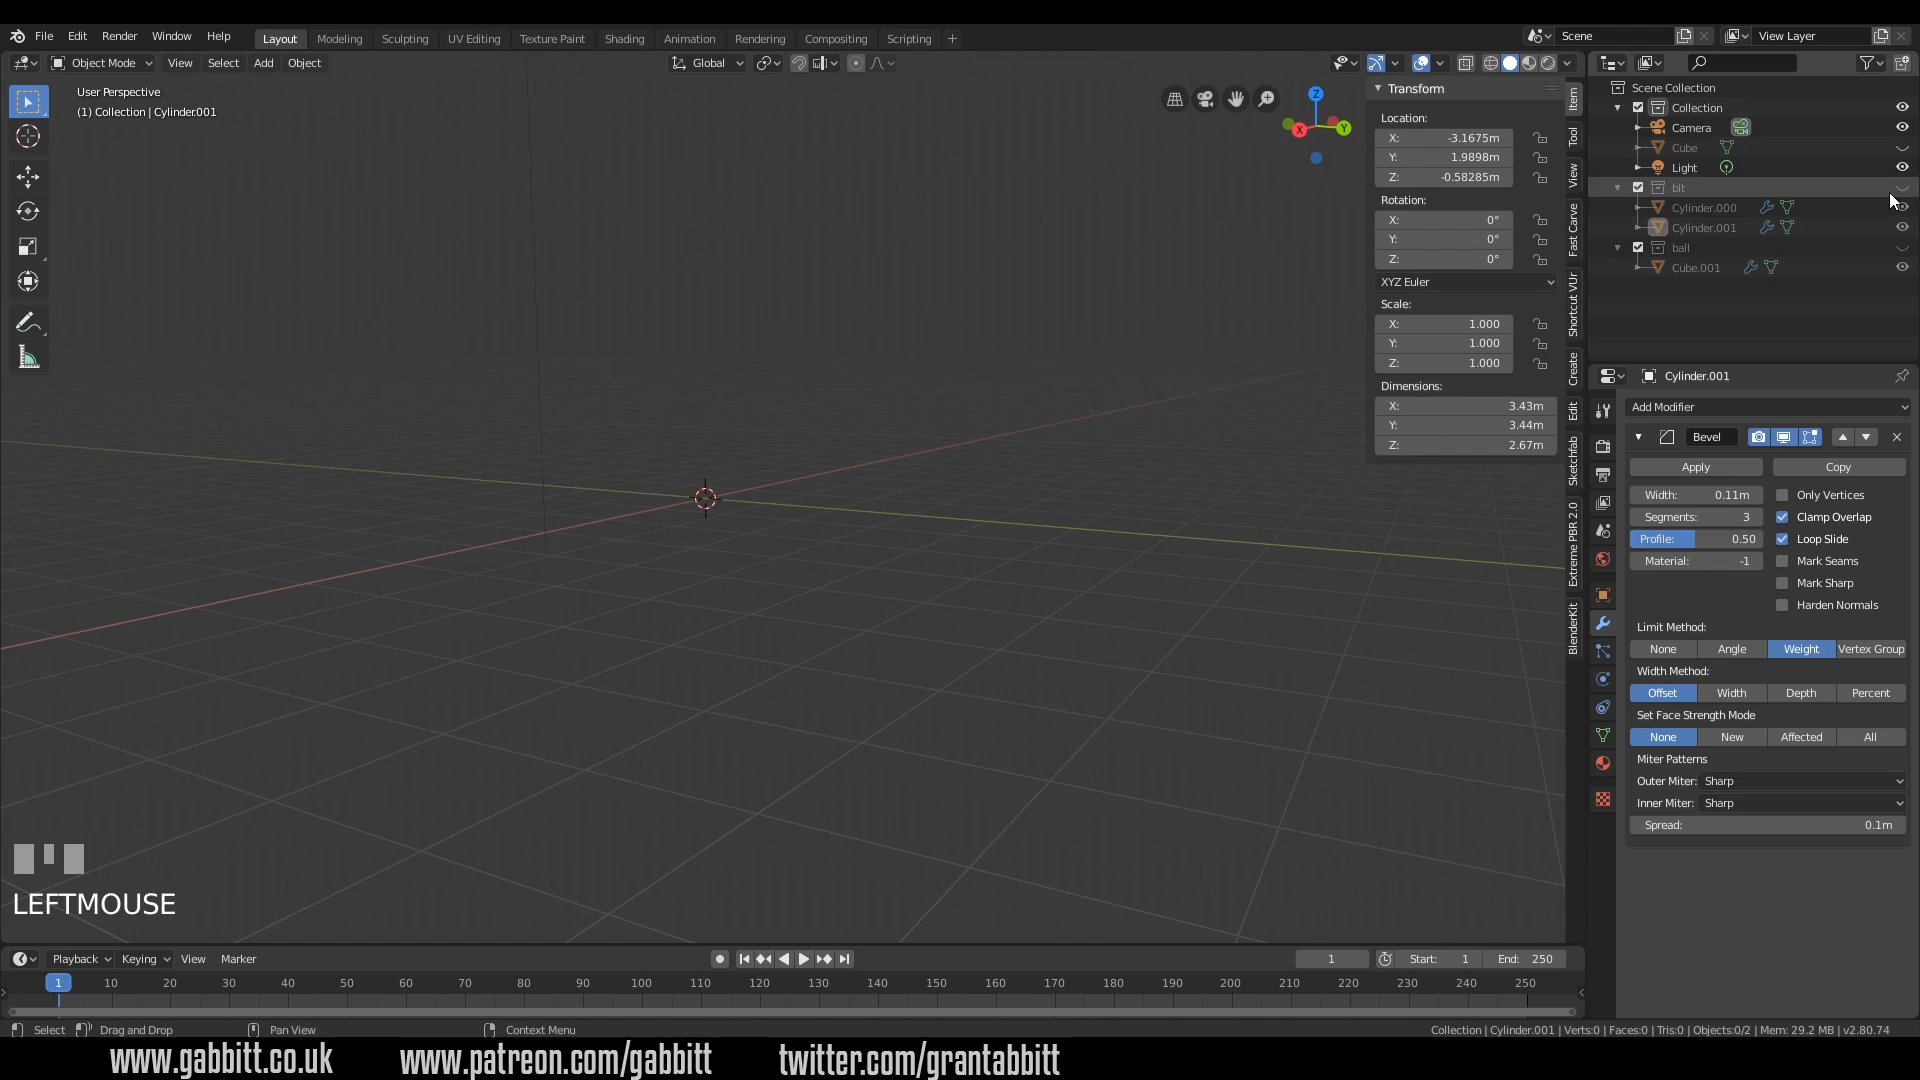 File Edit Render Window Help Layout Modeling Sculpting UV Editing Texture Paint Shading Animation Rendering Compositing Scripting + Scene View Layer
Object Mode View Select Add Object Global
User Perspective
(1) Collection | Cylinder.001
Transform
Location:
X: -3.1675m
Y: 1.9898m
Z: -0.58285m
Rotation:
X: 0°
Y: 0°
Z: 0°
XYZ Euler
Scale:
X: 1.000
Y: 1.000
Z: 1.000
Dimensions:
X: 3.43m
Y: 3.44m
Z: 2.67m
Z
X
Y
Item
Tool
View
Fast Carve
Shortcut VUr
Create
Edit
Sketchfab
Extreme PBR 2.0
BlenderKit
Scene Collection
Collection
Camera
Cube
Light
blt
Cylinder.000
Cylinder.001
ball
Cube.001
Cylinder.001
Add Modifier
Bevel
Apply Copy
Width: 0.11m Only Vertices
Segments: 3 Clamp Overlap
Profile: 0.50 Loop Slide
Material: -1 Mark Seams
Mark Sharp
Harden Normals
Limit Method:
None Angle Weight Vertex Group
Width Method:
Offset Width Depth Percent
Set Face Strength Mode
None New Affected All
Miter Patterns
Outer Miter: Sharp
Inner Miter: Sharp
Spread: 0.1m
LEFTMOUSE
Playback Keying View Marker 1 Start: 1 End: 250
1 10 20 30 40 50 60 70 80 90 100 110 120 130 140 150 160 170 180 190 200 210 220 230 240 250
Select Drag and Drop Pan View Context Menu Collection | Cylinder.001 | Verts:0 | Faces:0 | Tris:0 | Objects:0/2 | Mem: 29.2 MB | v2.80.74
www.gabbitt.co.uk www.patreon.com/gabbitt twitter.com/grantabbitt